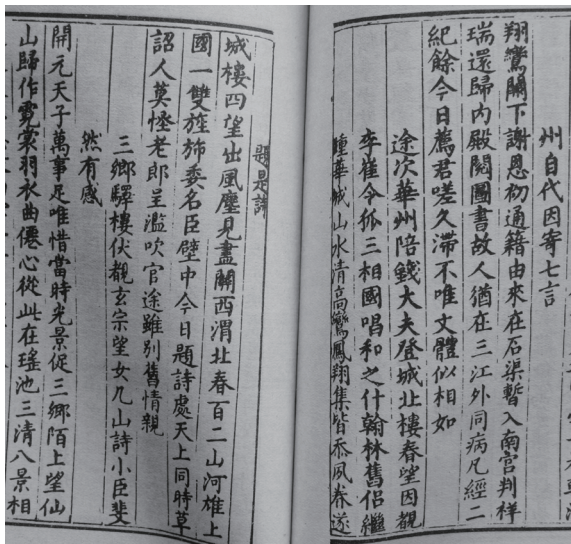 州自代因寄七言
翔鸞闕下謝恩初通籍由來在石渠暫入南宮判祥
瑞還歸內殿閱圖書故人猶在三江外同病凡經二
紀餘今日薦君嗟久滯不唯文體似相如
途次華州陪錢大夫登城北樓春望因覩
李崔令狐三相國唱和之什翰林舊侶繼
踵華城山水清高鸞鳳翔集皆忝夙眷遂
題是詩
城樓四望出風塵見盡關西渭北春百二山河雄上
國一雙旌斾委名臣壁中今日題詩處天上同時草
詔人莫怪老郎呈濫吹官途雖別舊情親
三鄉驛樓伏覩玄宗望女几山詩小臣斐
然有感
開元天子萬事足唯惜當時光景促三鄉陌上望仙
山歸作霓裳羽衣曲僊心從此在瑤池三清八景相